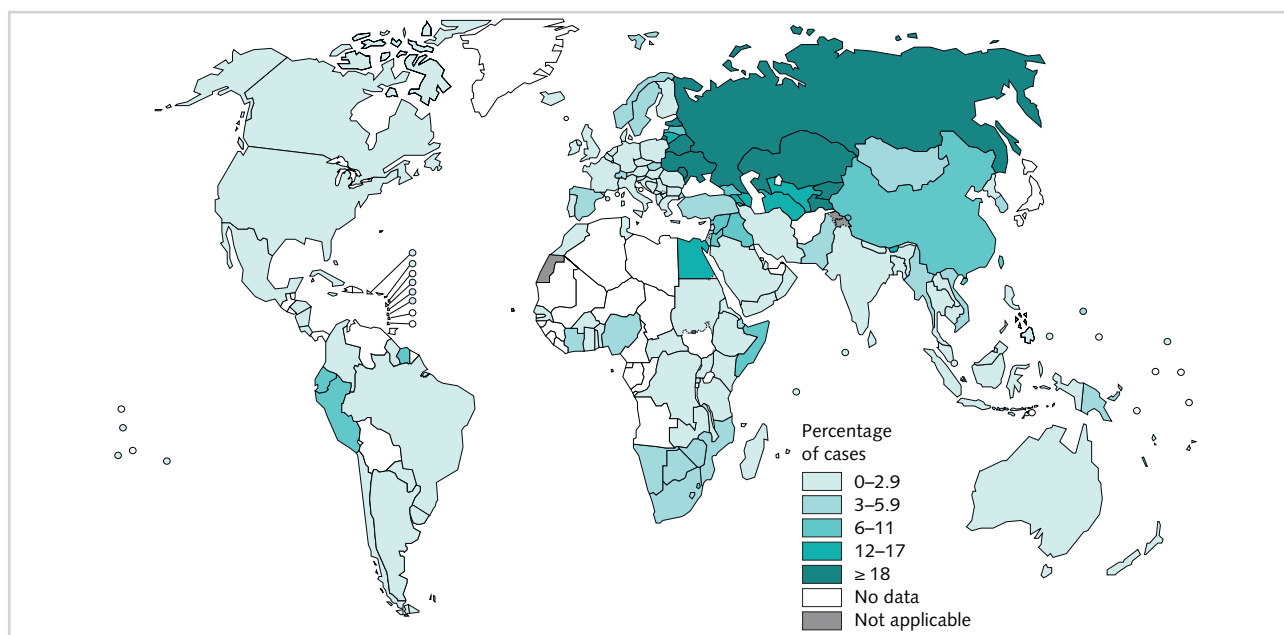 Percentage
of cases
0–2.9
3–5.9
6–11
12–17
≥ 18
No data
Not applicable